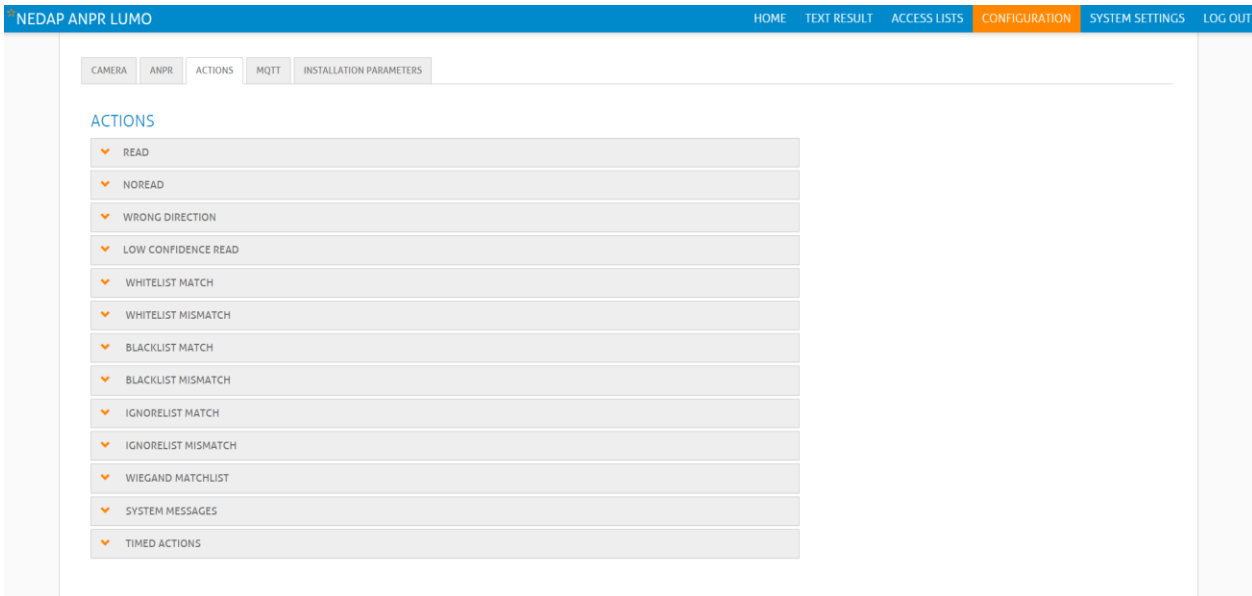 NEDAP ANPR LUMO HOME TEXT RESULT ACCESS LISTS CONFIGURATION SYSTEM SETTINGS LOG OUT
CAMERA ANPR ACTIONS MQTT INSTALLATION PARAMETERS
ACTIONS
READ
NOREAD
WRONG DIRECTION
LOW CONFIDENCE READ
WHITELIST MATCH
WHITELIST MISMATCH
BLACKLIST MATCH
BLACKLIST MISMATCH
IGNORELIST MATCH
IGNORELIST MISMATCH
WIEGAND MATCHLIST
SYSTEM MESSAGES
TIMED ACTIONS